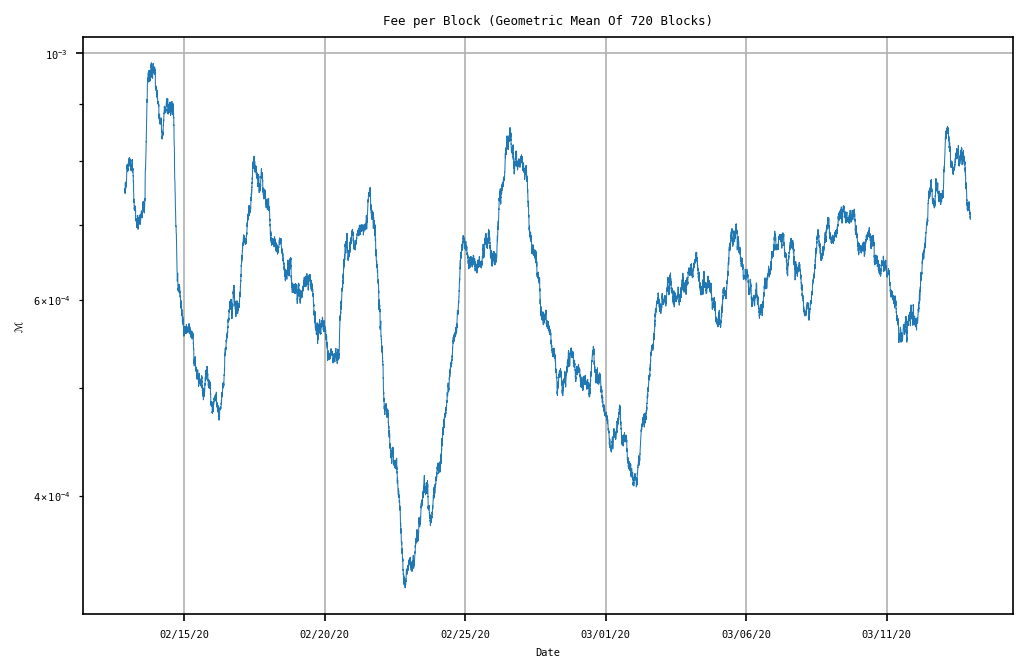 Fee per Block (Geometric Mean Of 720 Blocks)
10⁻³
6×10⁻⁴
4×10⁻⁴
ɱ
02/15/20 02/20/20 02/25/20 03/01/20 03/06/20 03/11/20
Date